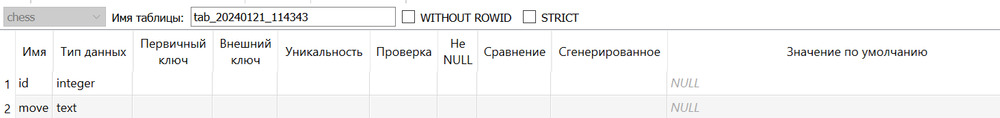 chess Имя таблицы: tab_20240121_114343 WITHOUT ROWID STRICT
Имя Тип данных Первичный ключ Внешний ключ Уникальность Проверка Не NULL Сравнение Сгенерированное Значение по умолчанию
1 id integer NULL
2 move text NULL